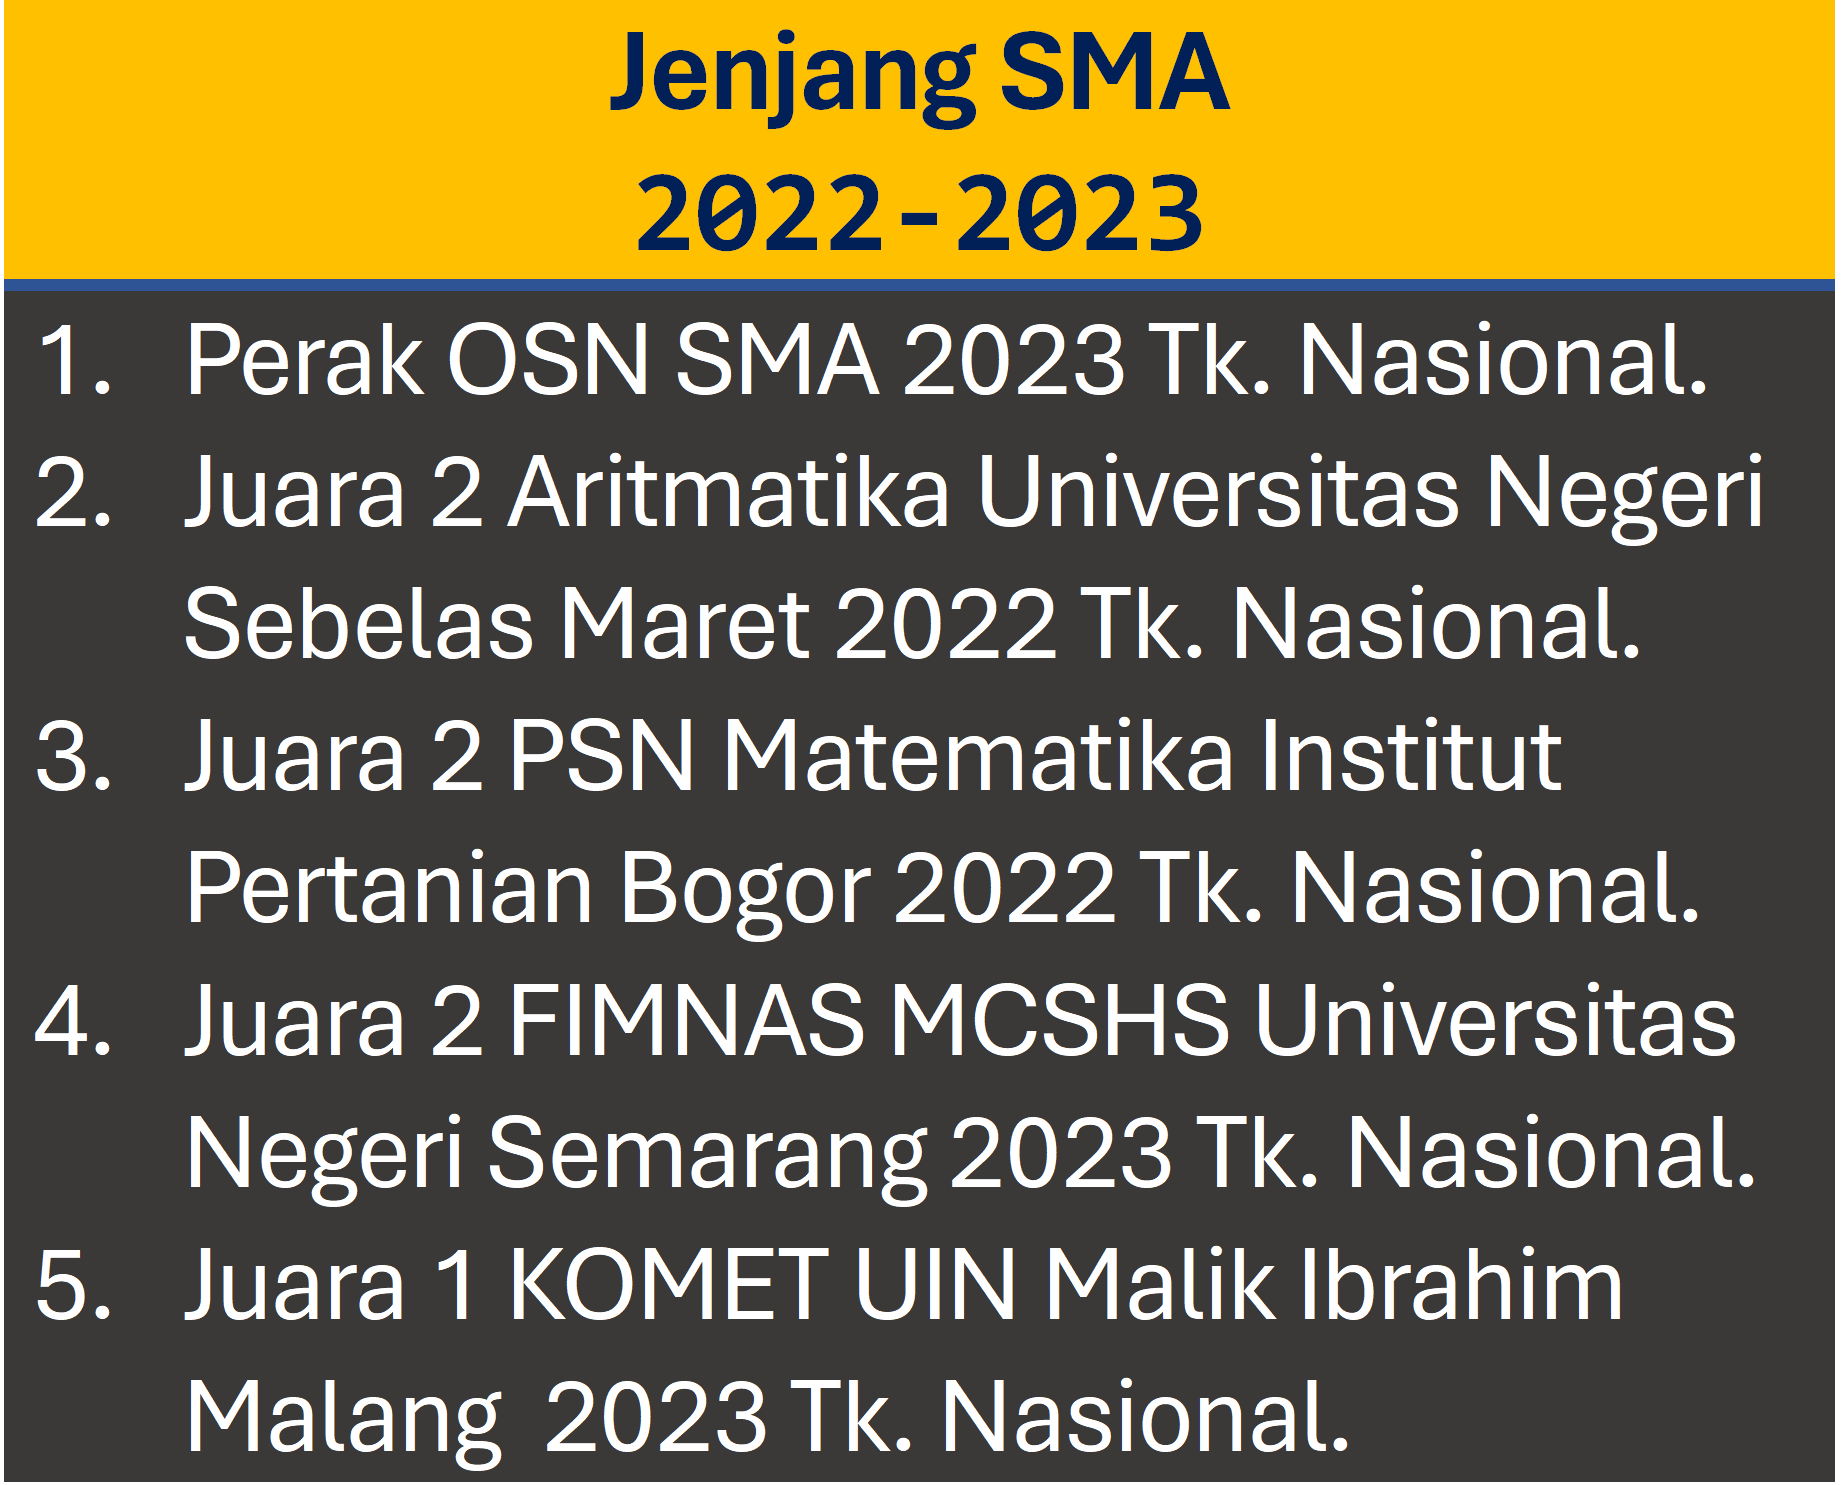 Jenjang SMA
2022-2023
1. Perak OSN SMA 2023 Tk. Nasional.
2. Juara 2 Aritmatika Universitas Negeri
Sebelas Maret 2022 Tk. Nasional.
3. Juara 2 PSN Matematika Institut
Pertanian Bogor 2022 Tk. Nasional.
4. Juara 2 FIMNAS MCSHS Universitas
Negeri Semarang 2023 Tk. Nasional.
5. Juara 1 KOMET UIN Malik Ibrahim
Malang  2023 Tk. Nasional.